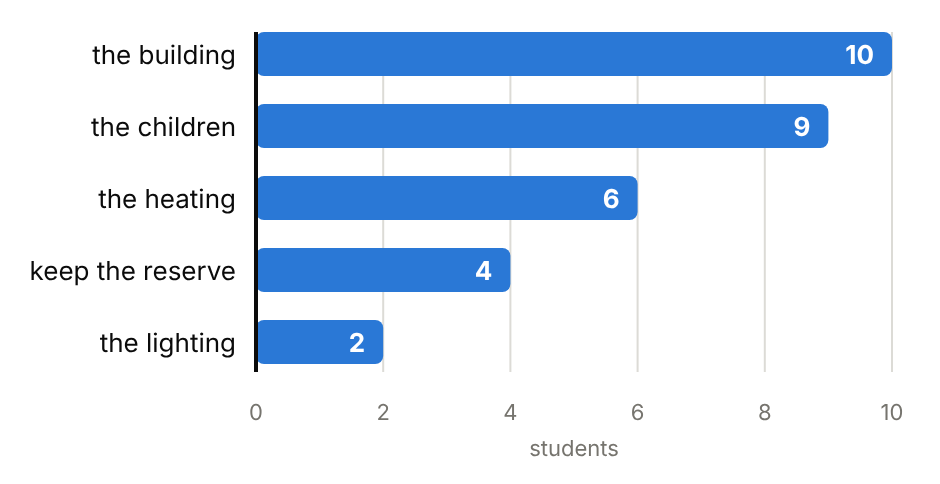 the building 10
the children 9
the heating 6
keep the reserve 4
the lighting 2
0 2 4 6 8 10
students